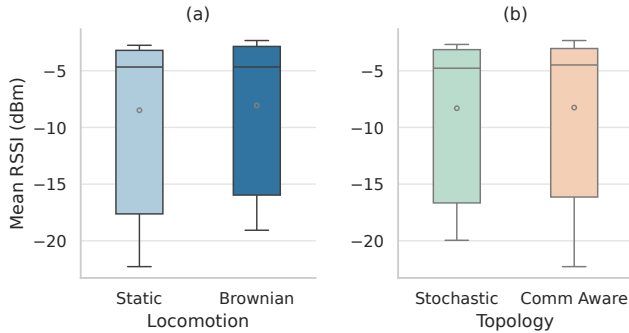 (a)
(b)
Mean RSSI (dBm)
−5
−10
−15
−20
−5
−10
−15
−20
Static
Brownian
Stochastic
Comm Aware
Locomotion
Topology